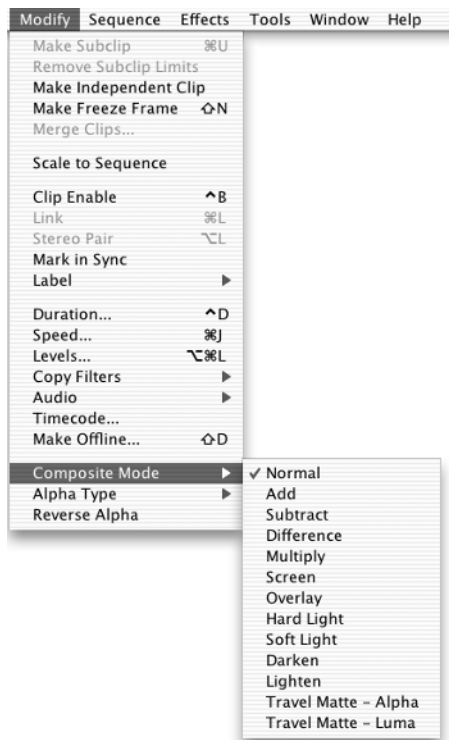 Modify Sequence Effects Tools Window Help
Make Subclip ⌘U
Remove Subclip Limits
Make Independent Clip
Make Freeze Frame ⇧N
Merge Clips...
Scale to Sequence
Clip Enable ^B
Link ⌘L
Stereo Pair ⌥L
Mark in Sync
Label ▶
Duration... ^D
Speed... ⌘J
Levels... ⌥⌘L
Copy Filters ▶
Audio ▶
Timecode...
Make Offline... ⇧D
Composite Mode ▶
Alpha Type ▶
Reverse Alpha
✓ Normal
Add
Subtract
Difference
Multiply
Screen
Overlay
Hard Light
Soft Light
Darken
Lighten
Travel Matte – Alpha
Travel Matte – Luma